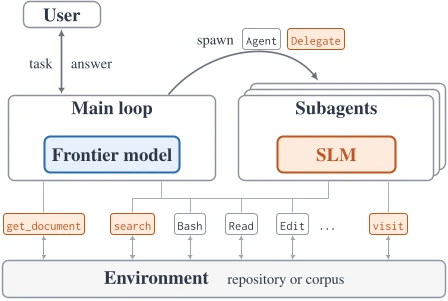 User
spawn Agent Delegate
task answer
Main loop
Subagents
Frontier model
SLM
get_document search Bash Read Edit ... visit
Environment repository or corpus